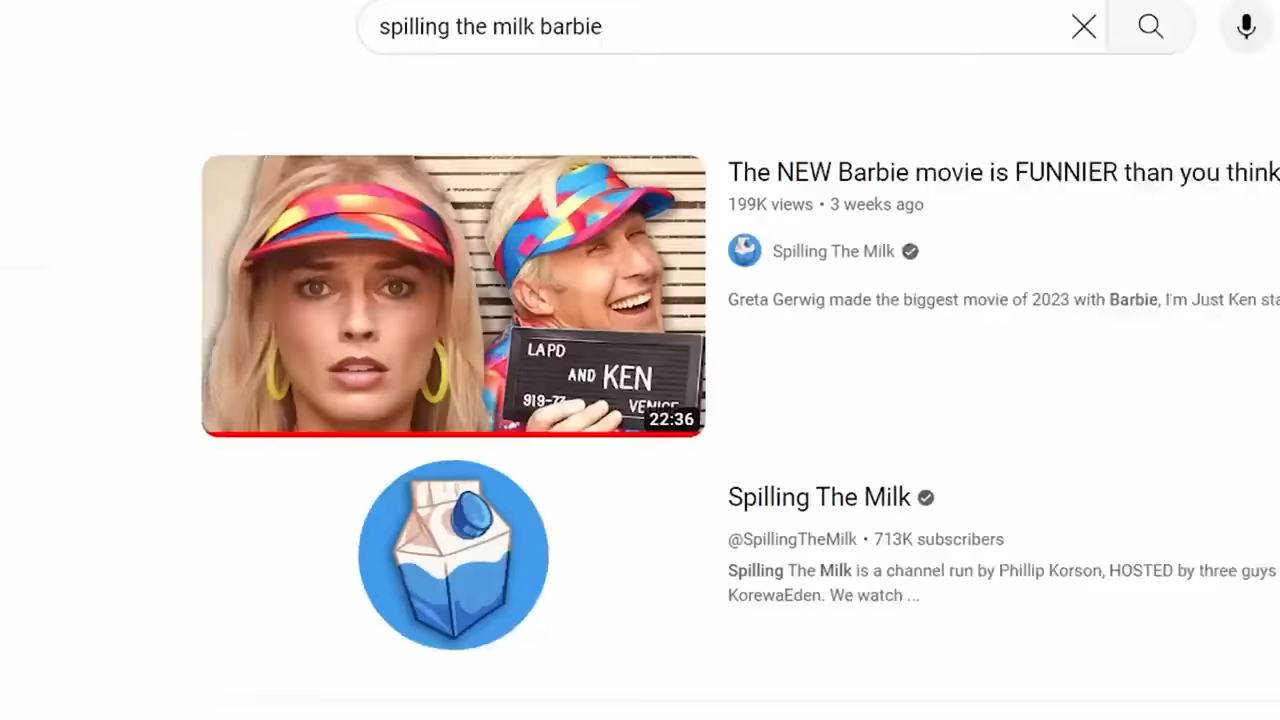 spilling the milk barbie
The NEW Barbie movie is FUNNIER than you think
199K views • 3 weeks ago
Spilling The Milk
Greta Gerwig made the biggest movie of 2023 with Barbie, I'm Just Ken sta
LAPD
AND KEN
919-77
VENICE
22:36
Spilling The Milk
@SpillingTheMilk • 713K subscribers
Spilling The Milk is a channel run by Phillip Korson, HOSTED by three guys
KorewaEden. We watch ...